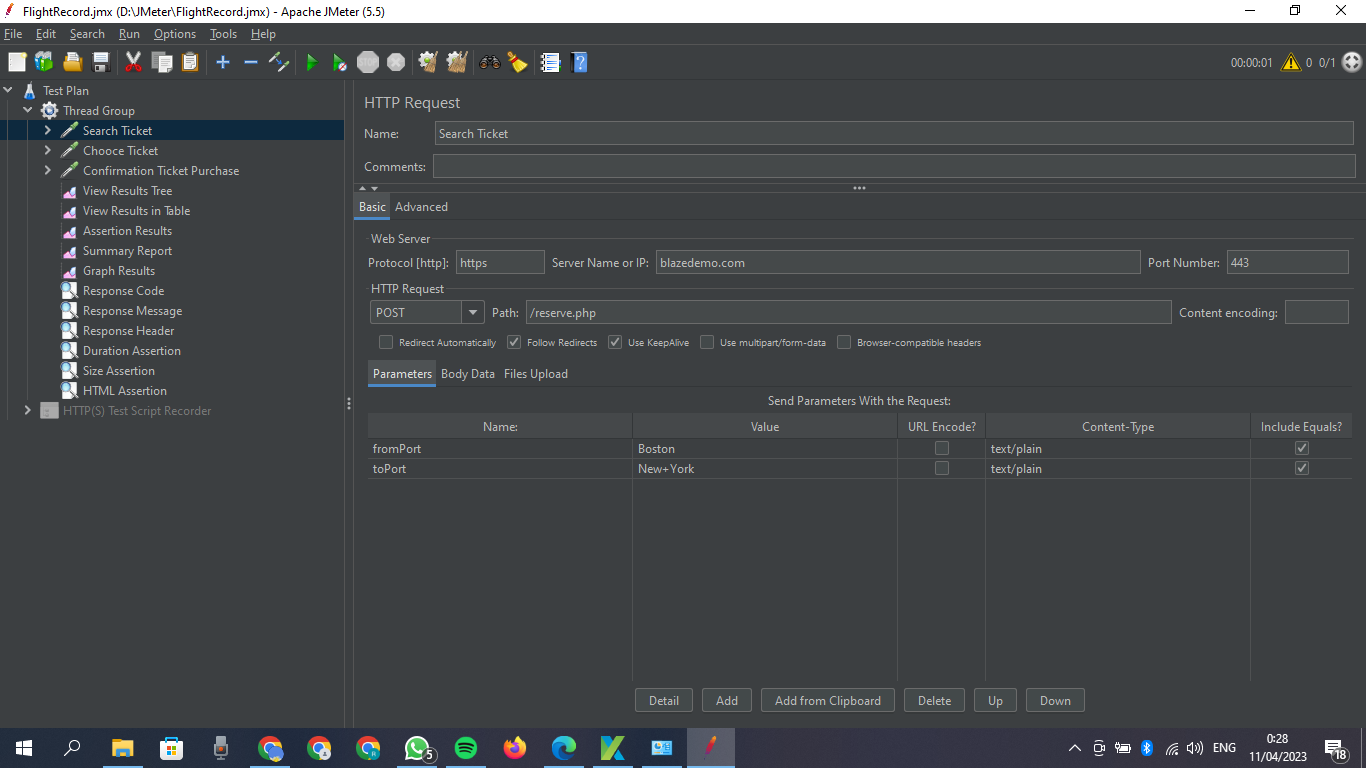 FlightRecord.jmx (D:\JMeter\FlightRecord.jmx) - Apache JMeter (5.5)
File Edit Search Run Options Tools Help
STOP
00:00:01 0 0/1
Test Plan
Thread Group
Search Ticket
Chooce Ticket
Confirmation Ticket Purchase
View Results Tree
View Results in Table
Assertion Results
Summary Report
Graph Results
Response Code
Response Message
Response Header
Duration Assertion
Size Assertion
HTML Assertion
HTTP(S) Test Script Recorder
HTTP Request
Name: Search Ticket
Comments:
Basic Advanced
Web Server
Protocol [http]: https Server Name or IP: blazedemo.com Port Number: 443
HTTP Request
POST Path: /reserve.php Content encoding:
Redirect Automatically Follow Redirects Use KeepAlive Use multipart/form-data Browser-compatible headers
Parameters Body Data Files Upload
Send Parameters With the Request:
Name: Value URL Encode? Content-Type Include Equals?
fromPort Boston text/plain
toPort New+York text/plain
Detail Add Add from Clipboard Delete Up Down
5
ENG
0:28
11/04/2023
18